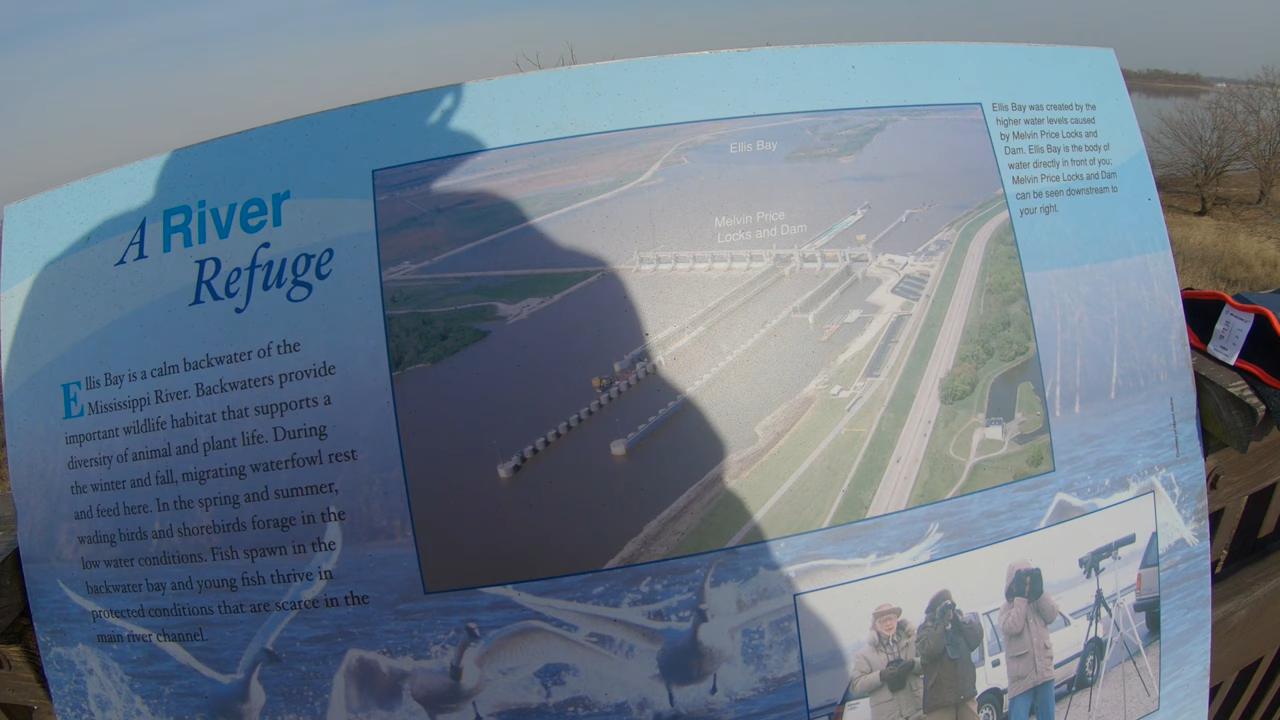 A River
Refuge
Ellis Bay is a calm backwater of the
Mississippi River. Backwaters provide
important wildlife habitat that supports a
diversity of animal and plant life. During
the winter and fall, migrating waterfowl rest
and feed here. In the spring and summer,
wading birds and shorebirds forage in the
low water conditions. Fish spawn in the
backwater bay and young fish thrive in
protected conditions that are scarce in the
main river channel.
Ellis Bay
Melvin Price
Locks and Dam
Ellis Bay was created by the
higher water levels caused
by Melvin Price Locks and
Dam. Ellis Bay is the body of
water directly in front of you;
Melvin Price Locks and Dam
can be seen downstream to
your right.